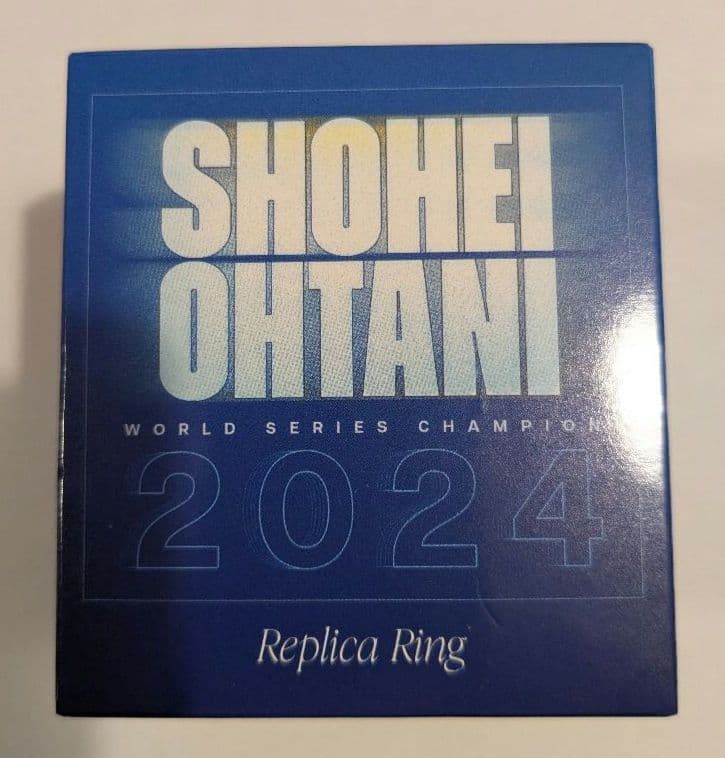 SHOHEI
OHTANI
WORLD SERIES CHAMPION
2024
Replica Ring